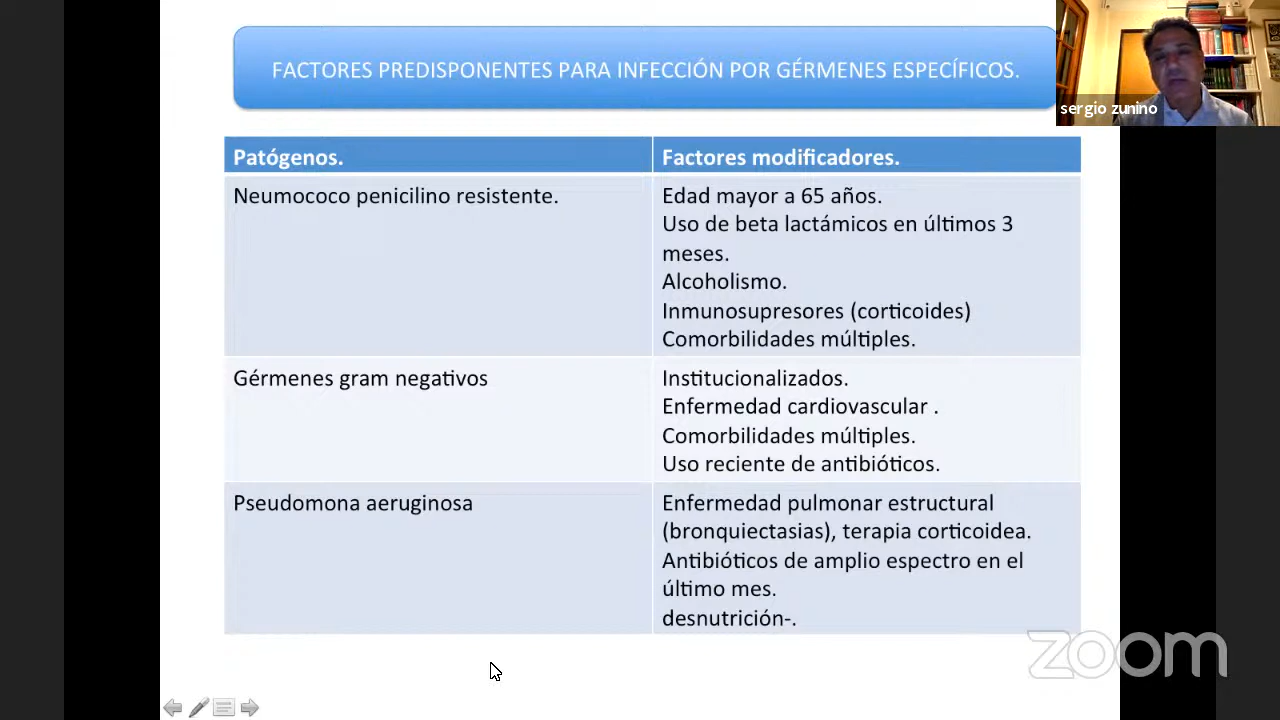 FACTORES PREDISPONENTES PARA INFECCIÓN POR GÉRMENES ESPECÍFICOS.
sergio zunino
Patógenos.
Factores modificadores.
Neumococo penicilino resistente.
Edad mayor a 65 años.
Uso de beta lactámicos en últimos 3
meses.
Alcoholismo.
Inmunosupresores (corticoides)
Comorbilidades múltiples.
Gérmenes gram negativos
Institucionalizados.
Enfermedad cardiovascular .
Comorbilidades múltiples.
Uso reciente de antibióticos.
Pseudomona aeruginosa
Enfermedad pulmonar estructural
(bronquiectasias), terapia corticoidea.
Antibióticos de amplio espectro en el
último mes.
desnutrición-.
zoom